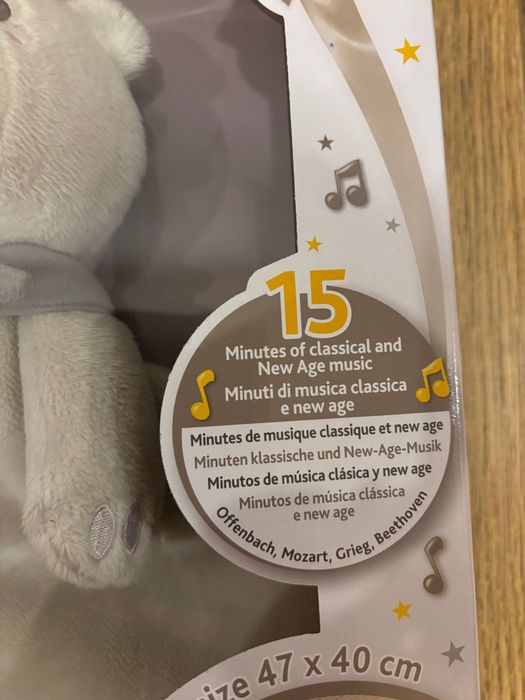 15
Minutes of classical and
New Age music
Minuti di musica classica
e new age
Minutes de musique classique et new age
Minuten klassische und New-Age-Musik
Minutos de música clásica y new age
Minutos de música clássica
e new age
Offenbach, Mozart, Grieg, Beethoven
47 x 40 cm